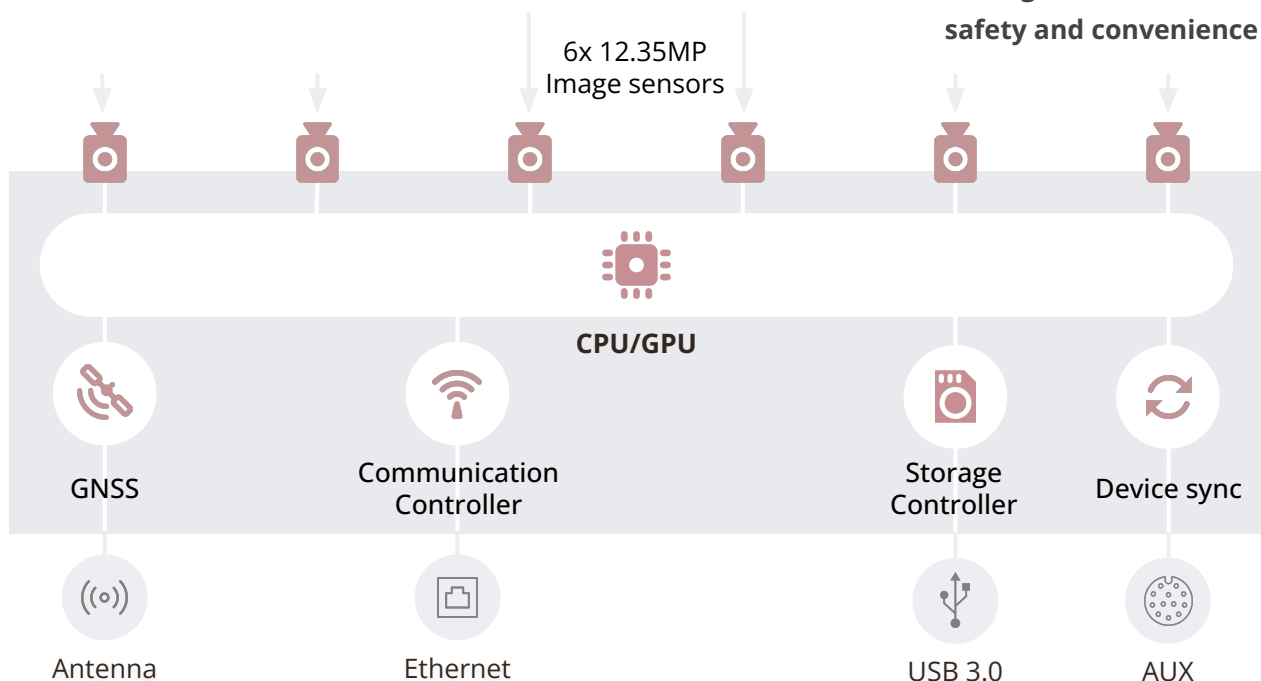 safety and convenience
6x 12.35MP
Image sensors
CPU/GPU
GNSS
Communication
Controller
Storage
Controller
Device sync
Antenna
Ethernet
USB 3.0
AUX